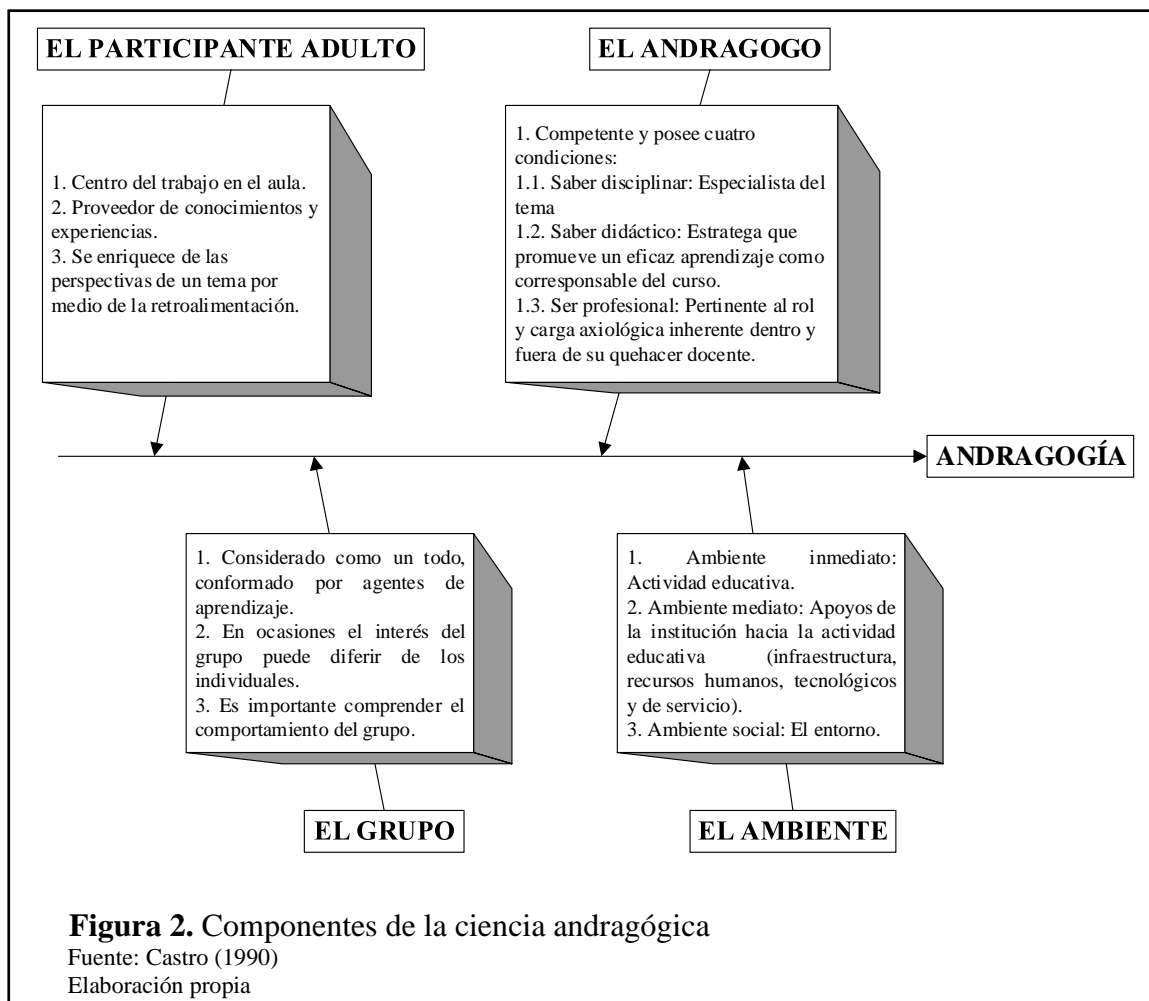 EL PARTICIPANTE ADULTO
1. Centro del trabajo en el aula.
2. Proveedor de conocimientos y
experiencias.
3. Se enriquece de las
perspectivas de un tema por
medio de la retroalimentación.
EL ANDRAGOGO
1. Competente y posee cuatro
condiciones:
1.1. Saber disciplinar: Especialista del
tema
1.2. Saber didáctico: Estratega que
promueve un eficaz aprendizaje como
corresponsable del curso.
1.3. Ser profesional: Pertinente al rol
y carga axiológica inherente dentro y
fuera de su quehacer docente.
ANDRAGOGÍA
1. Considerado como un todo,
conformado por agentes de
aprendizaje.
2. En ocasiones el interés del
grupo puede diferir de los
individuales.
3. Es importante comprender el
comportamiento del grupo.
EL GRUPO
1. Ambiente inmediato:
Actividad educativa.
2. Ambiente mediato: Apoyos de
la institución hacia la actividad
educativa (infraestructura,
recursos humanos, tecnológicos
y de servicio).
3. Ambiente social: El entorno.
EL AMBIENTE
Figura 2. Componentes de la ciencia andragógica
Fuente: Castro (1990)
Elaboración propia